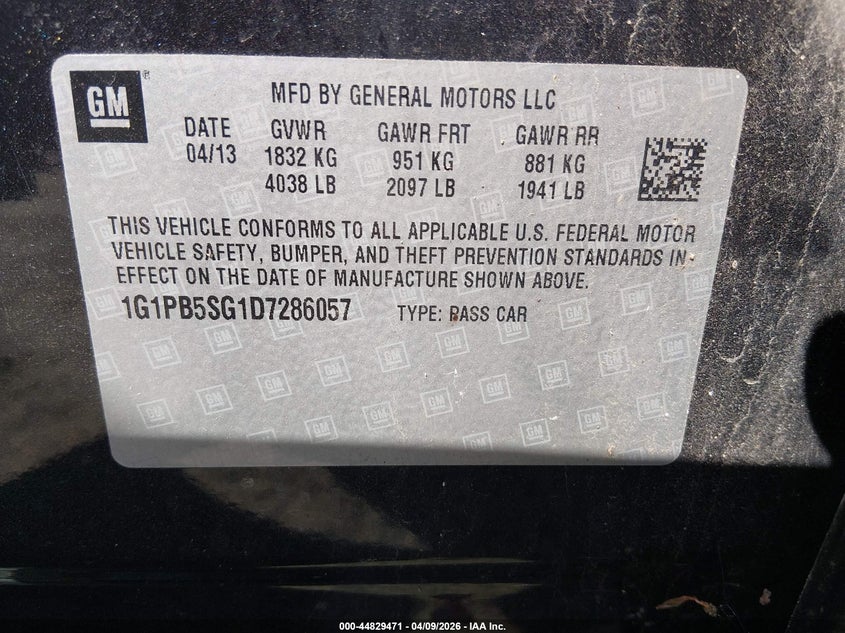 GM
MFD BY GENERAL MOTORS LLC
DATE GVWR GAWR FRT GAWR RR
04/13 1832 KG 951 KG 881 KG
4038 LB 2097 LB 1941 LB
THIS VEHICLE CONFORMS TO ALL APPLICABLE U.S. FEDERAL MOTOR
VEHICLE SAFETY, BUMPER, AND THEFT PREVENTION STANDARDS IN
EFFECT ON THE DATE OF MANUFACTURE SHOWN ABOVE.
1G1PB5SG1D7286057 TYPE: PASS CAR
000-44829471 - 04/09/2026 - IAA Inc.